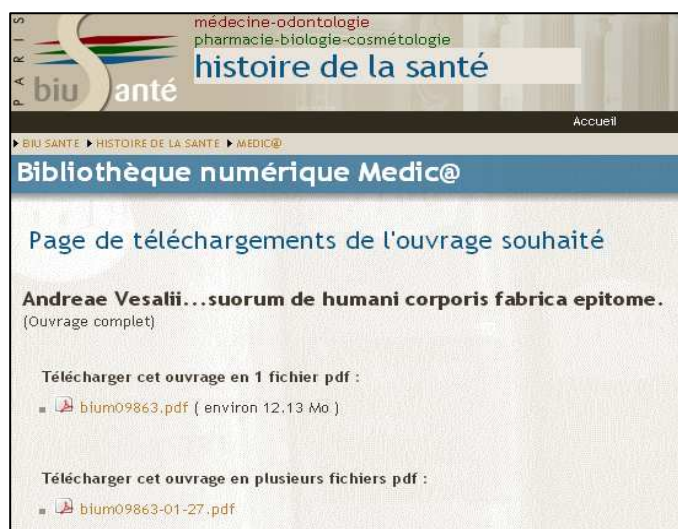 PARIS
biu Santé
médecine-odontologie
pharmacie-biologie-cosmétologie
histoire de la santé
Accueil
BIU SANTE HISTOIRE DE LA SANTE MEDIC@
Bibliothèque numérique Medic@
Page de téléchargements de l'ouvrage souhaité
Andreae Vesalii...suorum de humani corporis fabrica epitome.
(Ouvrage complet)
Télécharger cet ouvrage en 1 fichier pdf :
bium09863.pdf ( environ 12.13 Mo )
Télécharger cet ouvrage en plusieurs fichiers pdf :
bium09863-01-27.pdf